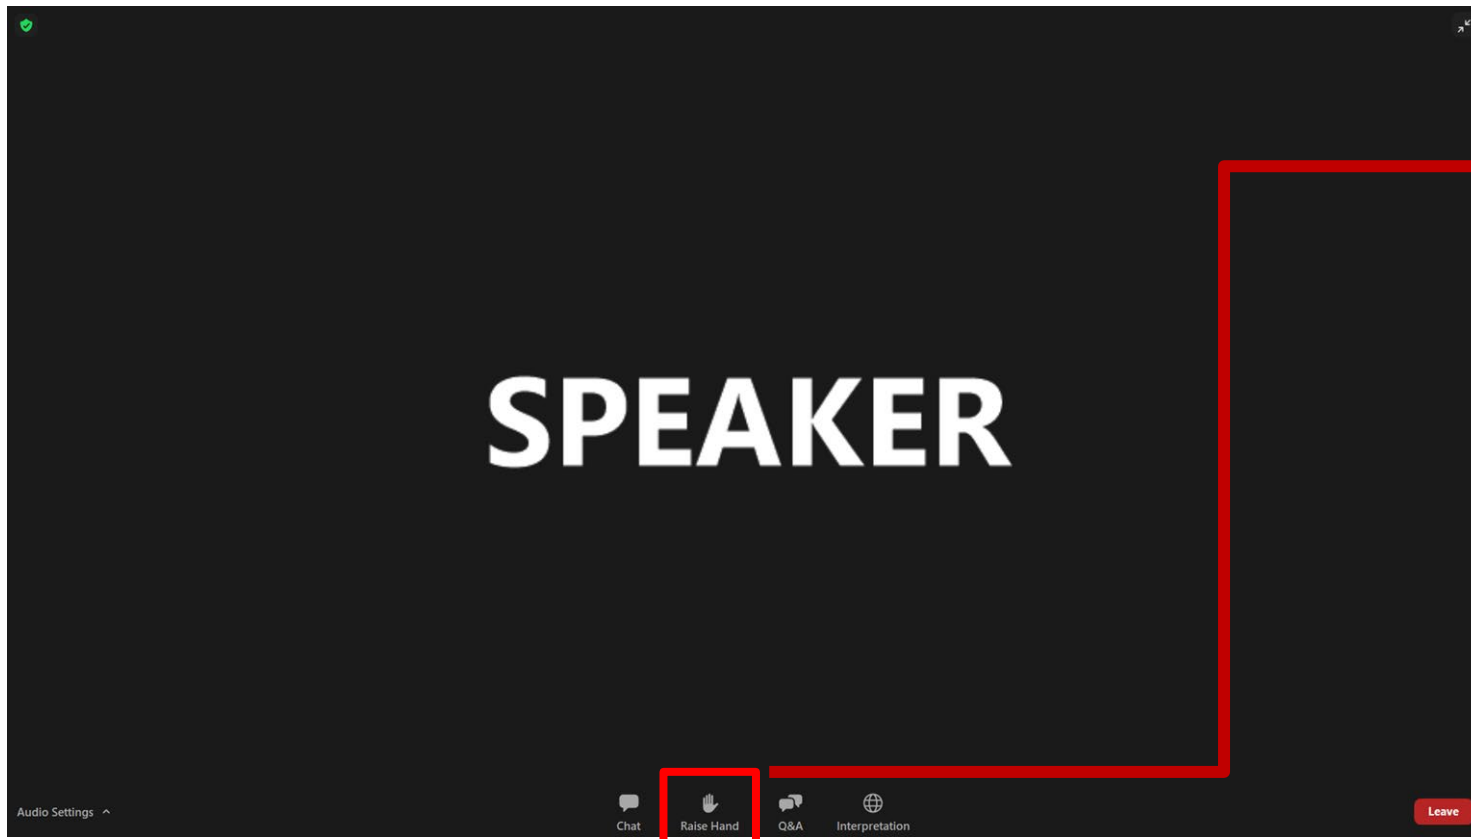 SPEAKER
Audio Settings
Chat
Raise Hand
Q&A
Interpretation
Leave